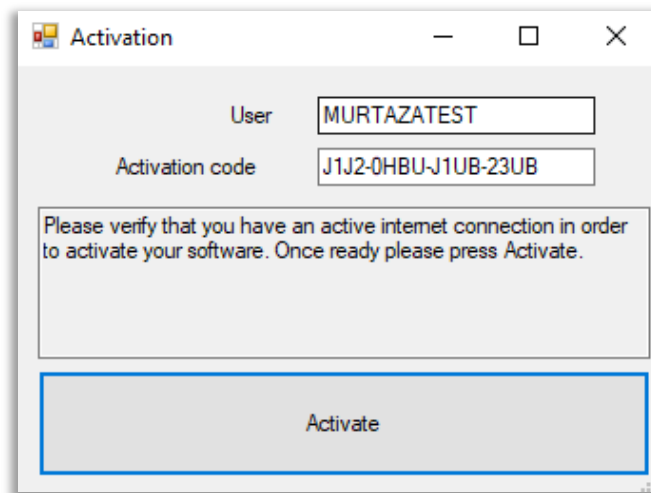 Activation
User MURTAZATEST
Activation code J1J2-0HBU-J1UB-23UB
Please verify that you have an active internet connection in order
to activate your software. Once ready please press Activate.
Activate